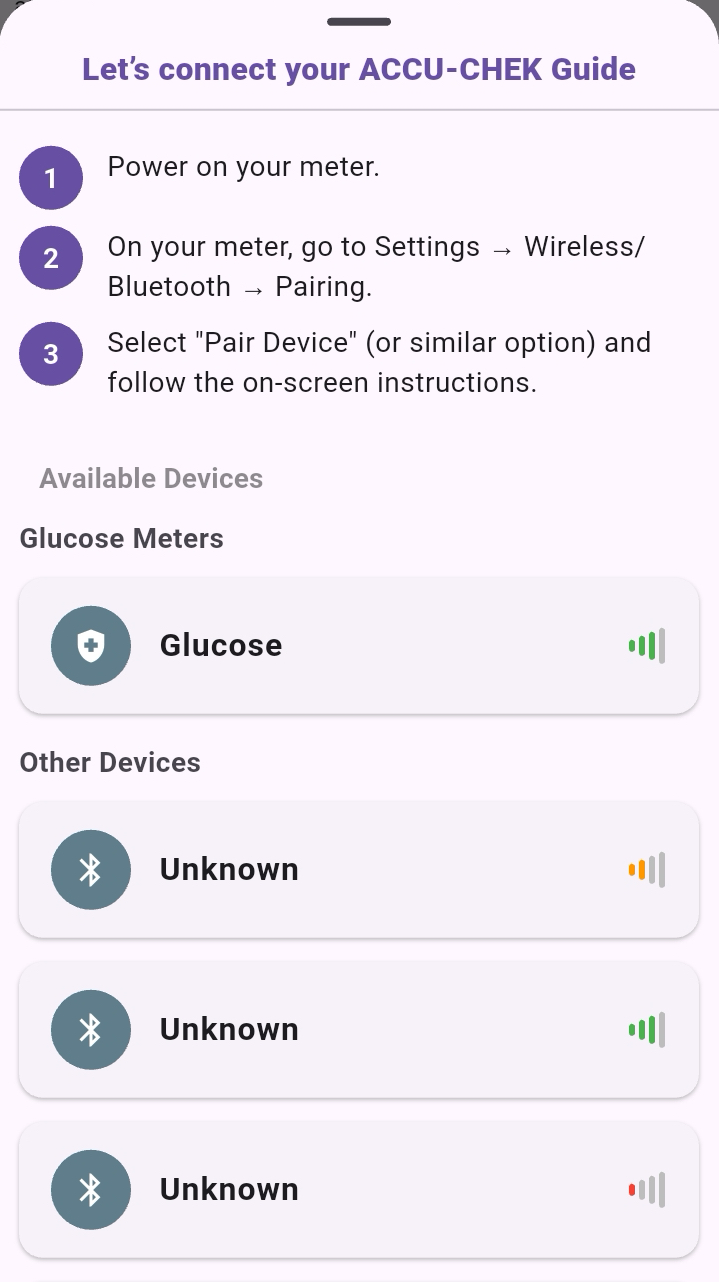 Let’s connect your ACCU-CHEK Guide
1
Power on your meter.
2
On your meter, go to Settings → Wireless/
Bluetooth → Pairing.
3
Select "Pair Device" (or similar option) and
follow the on-screen instructions.
Available Devices
Glucose Meters
Glucose
Other Devices
Unknown
Unknown
Unknown